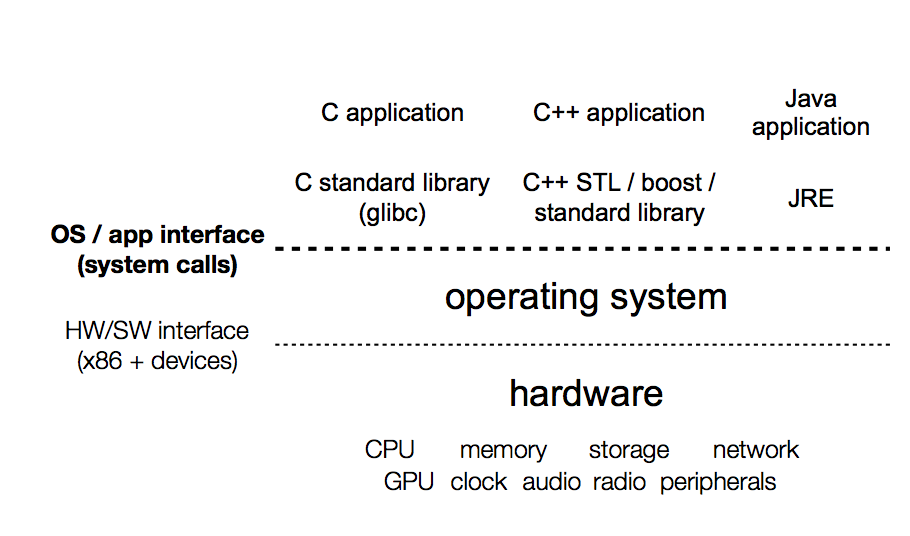 C application
C++ application
Java
application
C standard library
(glibc)
C++ STL / boost /
standard library
JRE
OS / app interface
(system calls)
operating system
HW/SW interface
(x86 + devices)
hardware
CPU memory storage network
GPU clock audio radio peripherals